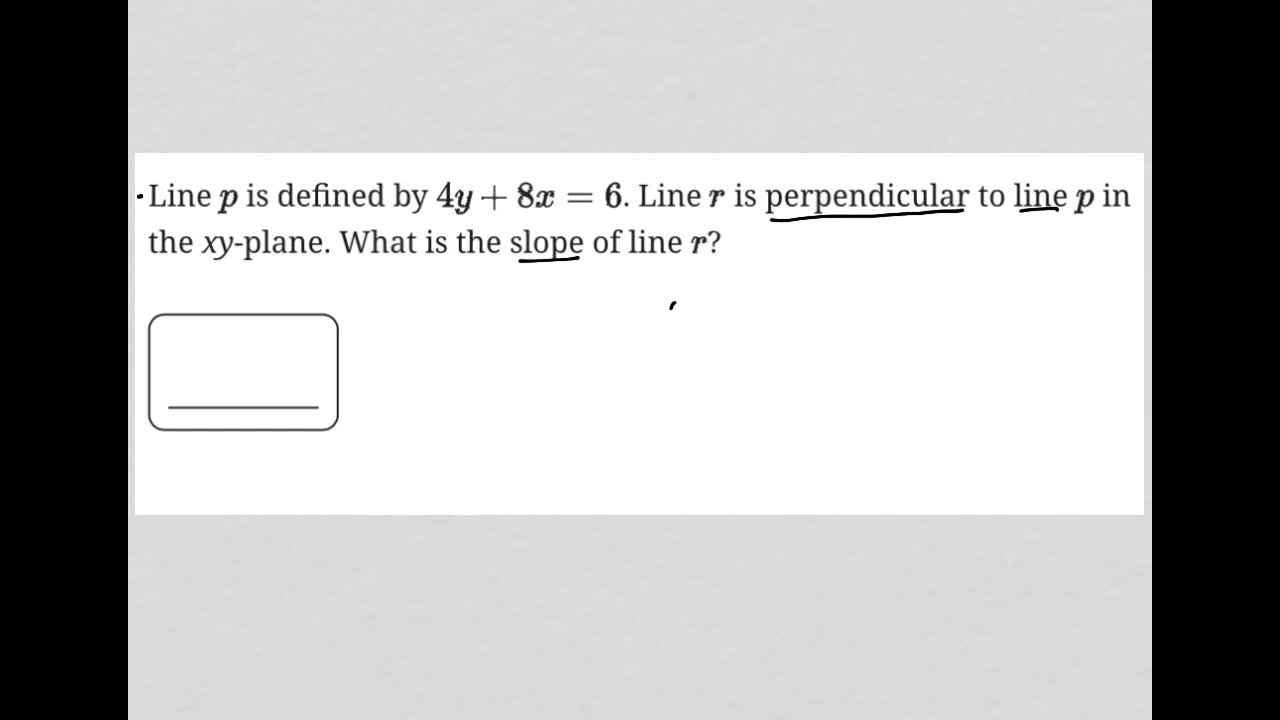 Line p is defined by 4y + 8x = 6. Line r is perpendicular to line p in
the xy-plane. What is the slope of line r?